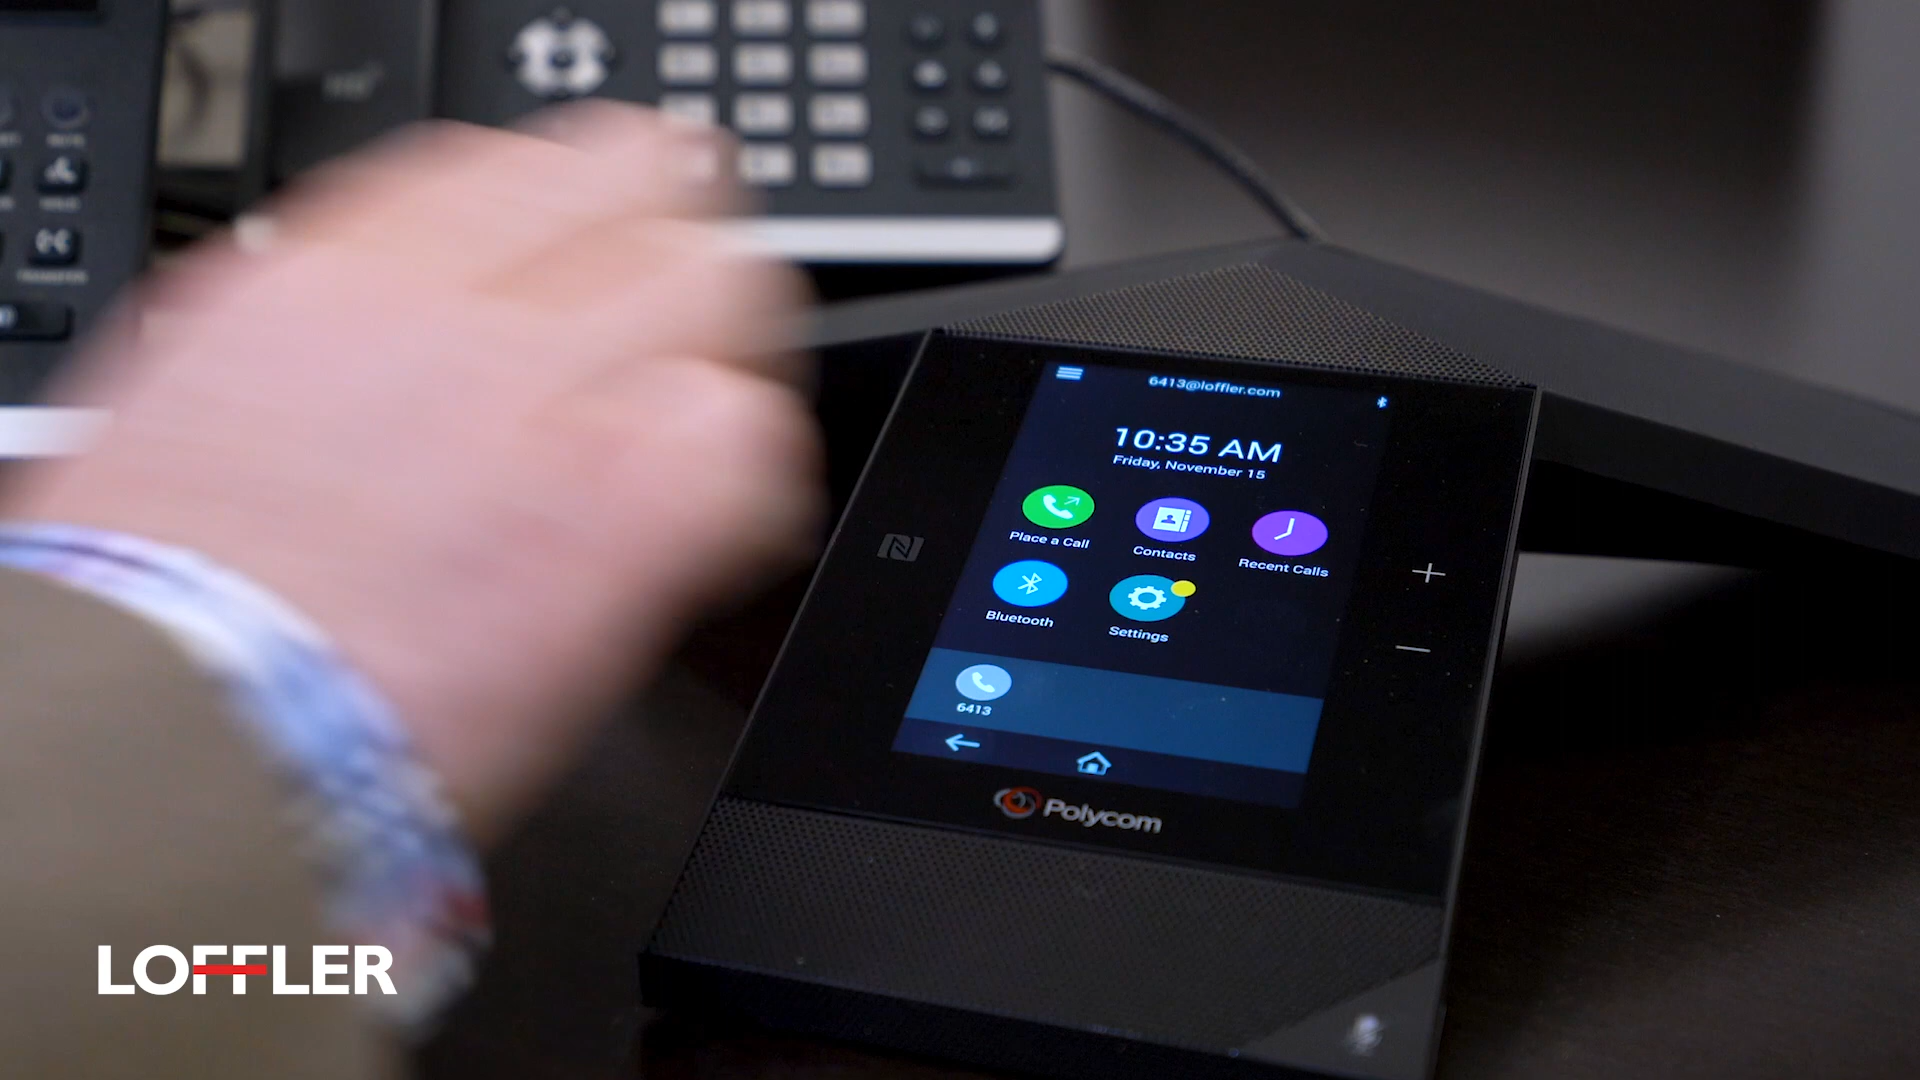 6413@loffler.com
10:35 AM
Friday, November 15
Place a Call
Contacts
Recent Calls
Bluetooth
Settings
6413
Polycom
LOFFLER